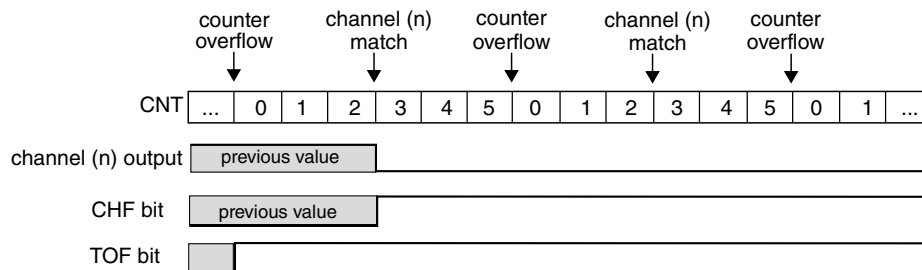 counter overflow
channel (n) match
counter overflow
channel (n) match
counter overflow
CNT ... 0 1 2 3 4 5 0 1 2 3 4 5 0 1 ...
channel (n) output previous value
CHF bit previous value
TOF bit